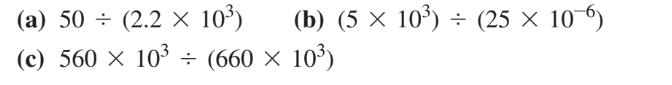 (a) 50 ÷ (2.2 × 10³) (b) (5 × 10³) ÷ (25 × 10⁻⁶)
(c) 560 × 10³ ÷ (660 × 10³)